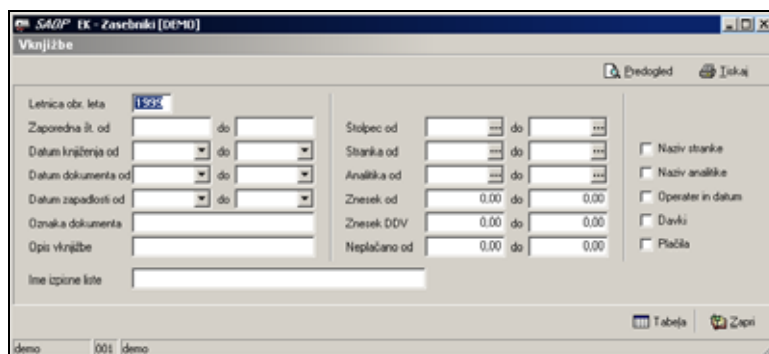 SAOP EK - Zasebniki [DEMO]
Vknjižbe
Predogled Tiskaj
Letnica obr. leta 1999
Zaporedna št. od do Stolpec od do
Datum knjiženja od do Stranka od do Naziv stranke
Datum dokumenta od do Analitika od do Naziv analitike
Datum zapadlosti od do Znesek od 0,00 do 0,00 Operater in datum
Oznaka dokumenta Znesek DDV 0,00 do 0,00 Davki
Opis vknjižbe Neplačano od 0,00 do 0,00 Plačila
Ime izpisne liste
Tabela Zapri
demo 001 demo